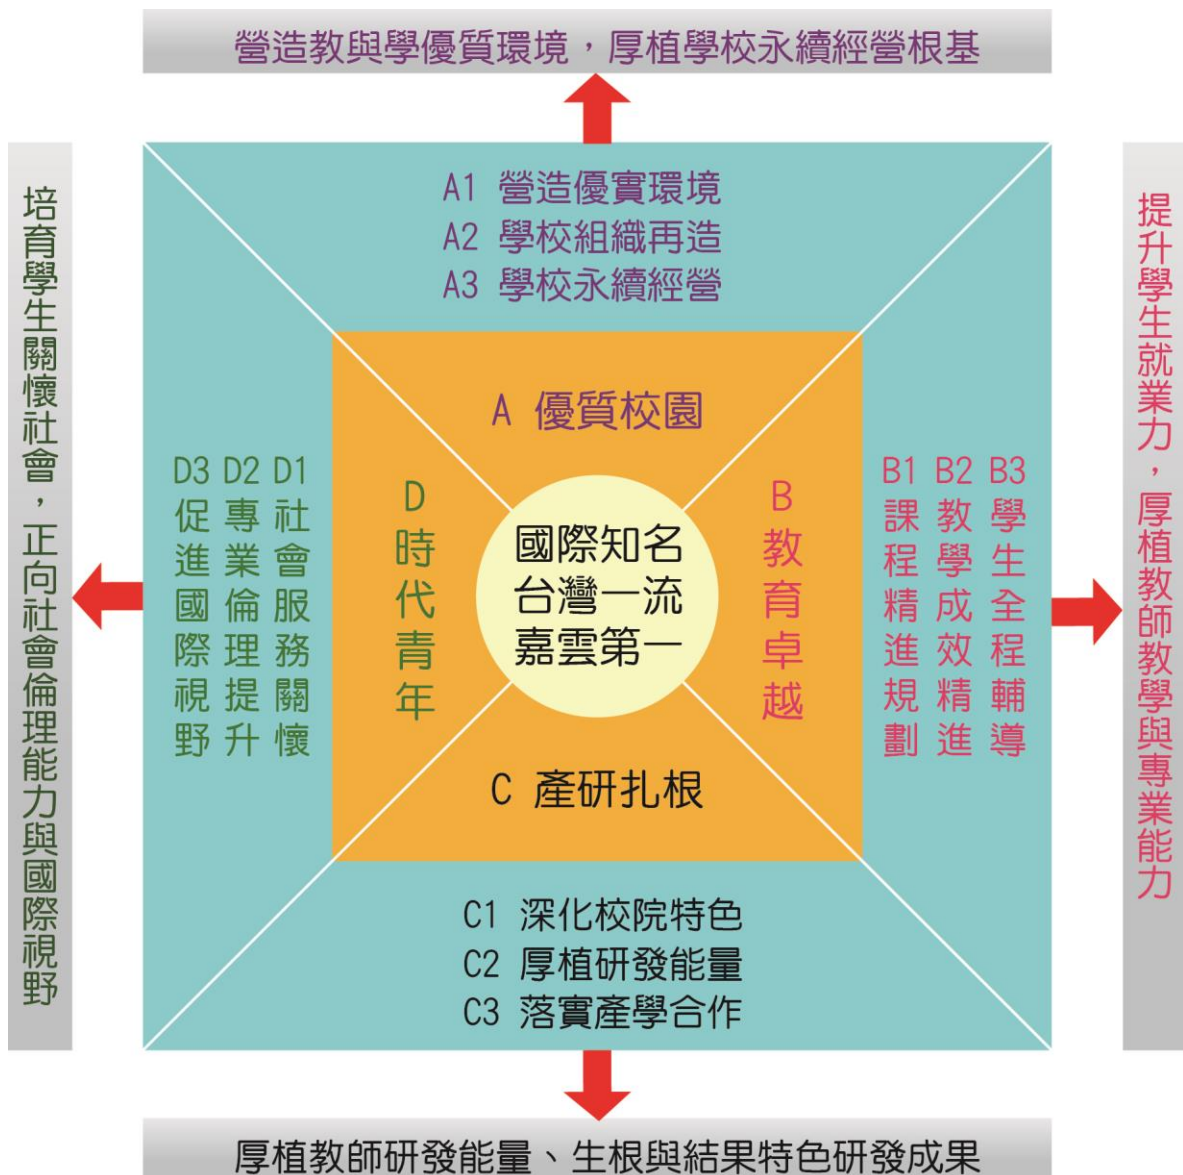 營造教與學優質環境，厚植學校永續經營根基
A1 營造優實環境
A2 學校組織再造
A3 學校永續經營
A 優質校園
培育學生關懷社會，正向社會倫理能力與國際視野
D3 促進國際視野
D2 專業倫理提升
D1 社會服務關懷
D 時代青年
國際知名
台灣一流
嘉雲第一
B 教育卓越
B1 課程精進規劃
B2 教學成效精進
B3 學生全程輔導
提升學生就業力，厚植教師教學與專業能力
C 產研扎根
C1 深化校院特色
C2 厚植研發能量
C3 落實產學合作
厚植教師研發能量、生根與結果特色研發成果